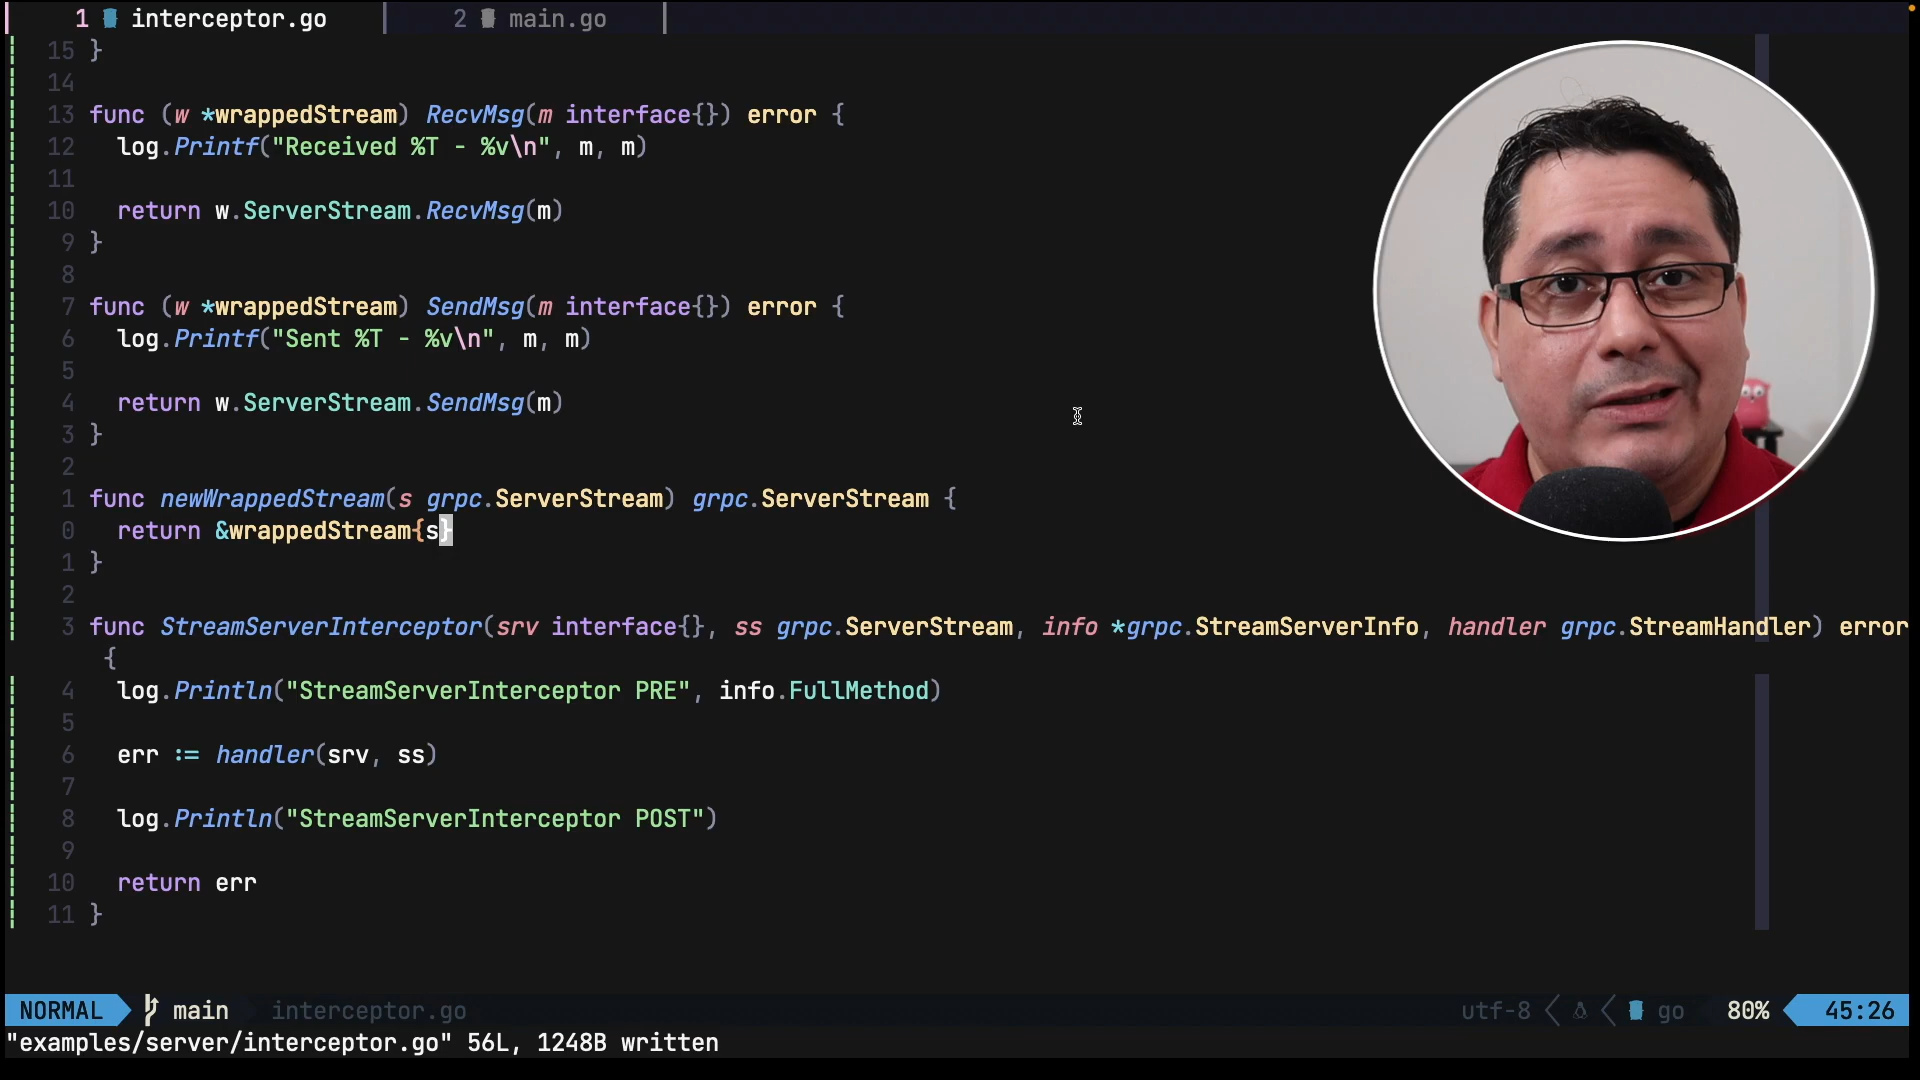 1 interceptor.go 2 main.go
15 }
14
13 func (w *wrappedStream) RecvMsg(m interface{}) error {
12 log.Printf("Received %T - %v\n", m, m)
11
10 return w.ServerStream.RecvMsg(m)
9 }
8
7 func (w *wrappedStream) SendMsg(m interface{}) error {
6 log.Printf("Sent %T - %v\n", m, m)
5
4 return w.ServerStream.SendMsg(m)
3 }
2
1 func newWrappedStream(s grpc.ServerStream) grpc.ServerStream {
0 return &wrappedStream{s}
1 }
2
3 func StreamServerInterceptor(srv interface{}, ss grpc.ServerStream, info *grpc.StreamServerInfo, handler grpc.StreamHandler) error
{
4 log.Println("StreamServerInterceptor PRE", info.FullMethod)
5
6 err := handler(srv, ss)
7
8 log.Println("StreamServerInterceptor POST")
9
10 return err
11 }
NORMAL main interceptor.go utf-8 go 80% 45:26
"examples/server/interceptor.go" 56L, 1248B written